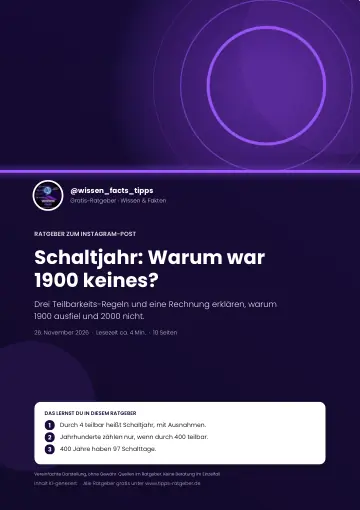 @wissen_facts_tipps
Gratis-Ratgeber · Wissen & Fakten
RATGEBER ZUM INSTAGRAM-POST
Schaltjahr: Warum war
1900 keines?
Drei Teilbarkeits-Regeln und eine Rechnung erklären, warum
1900 ausfiel und 2000 nicht.
26. November 2026 · Lesezeit ca. 4 Min. · 10 Seiten
DAS LERNST DU IN DIESEM RATGEBER
1 Durch 4 teilbar heißt Schaltjahr, mit Ausnahmen.
2 Jahrhunderte zählen nur, wenn durch 400 teilbar.
3 400 Jahre haben 97 Schalttage.
Vereinfachte Darstellung, ohne Gewähr. Quellen im Ratgeber. Keine Beratung im Einzelfall.
Inhalt KI-generiert · Alle Ratgeber gratis unter www.tipps-ratgeber.de